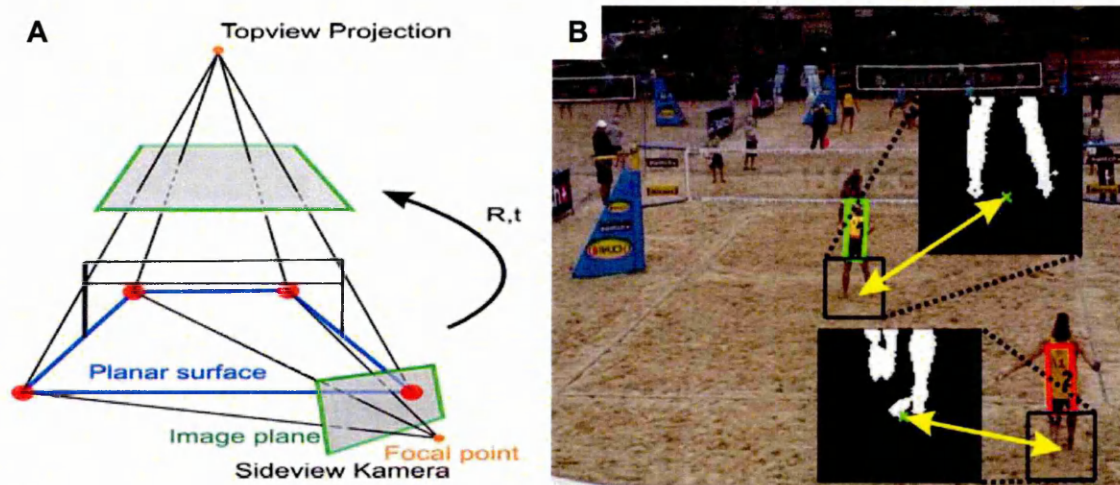 A
Topview Projection
R,t
Planar surface
Image plane
Focal point
Sideview Kamera
B